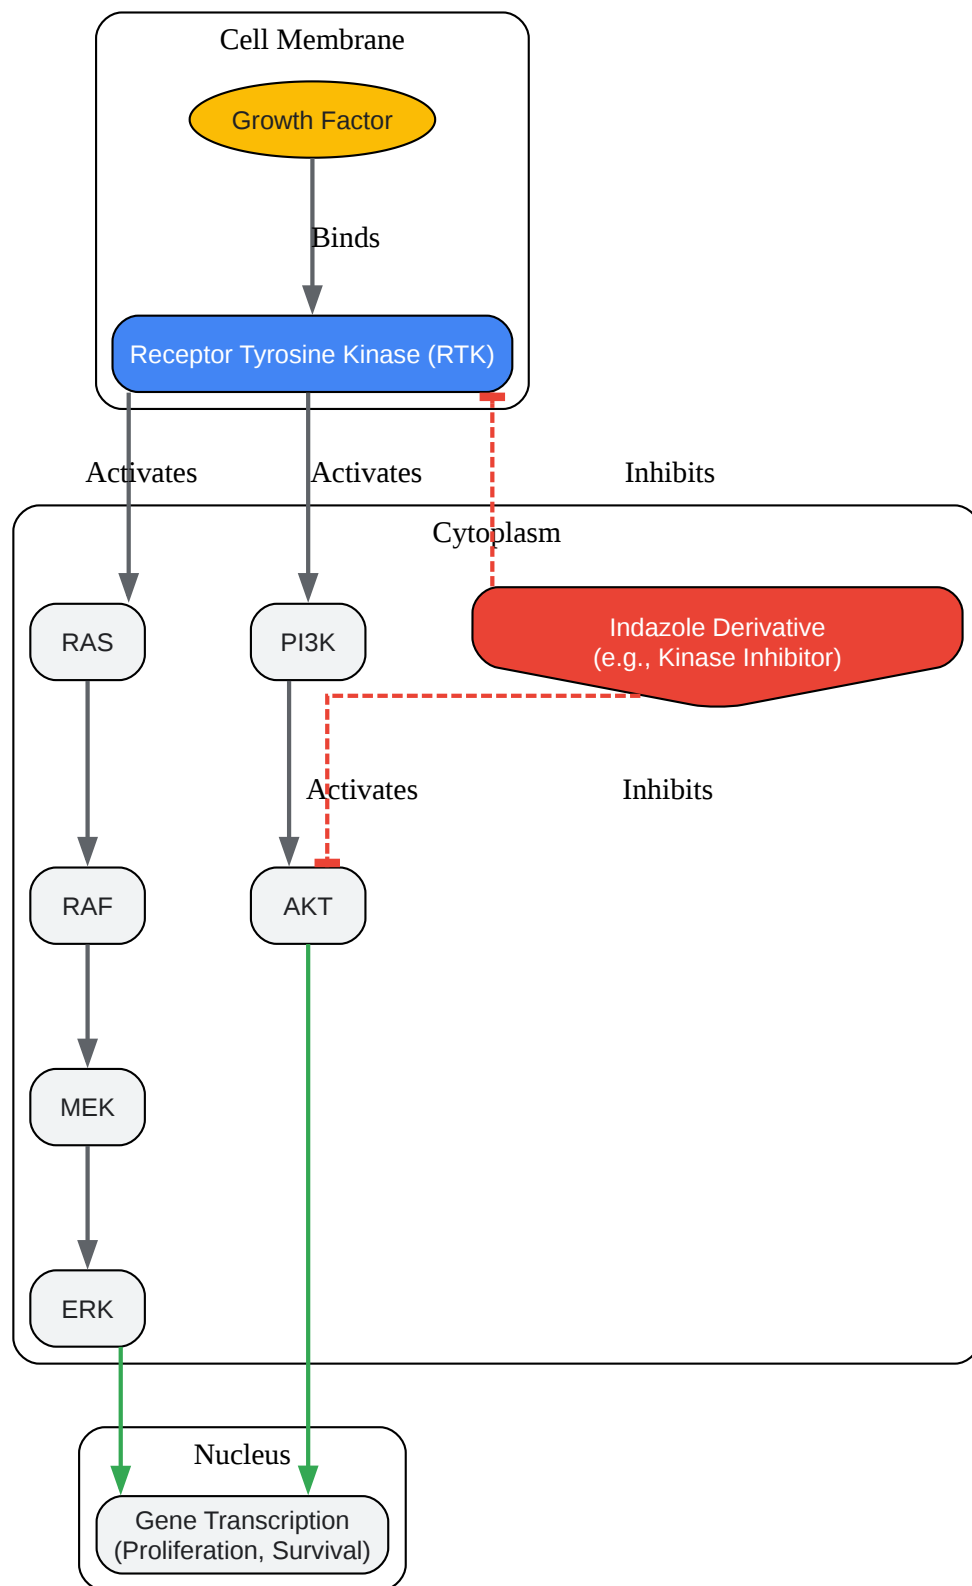 Cell Membrane
Growth Factor
Binds
Receptor Tyrosine Kinase (RTK)
Activates
Activates
Inhibits
Cytoplasm
RAS
PI3K
Indazole Derivative
(e.g., Kinase Inhibitor)
Activates
Inhibits
RAF
AKT
MEK
ERK
Nucleus
Gene Transcription
(Proliferation, Survival)